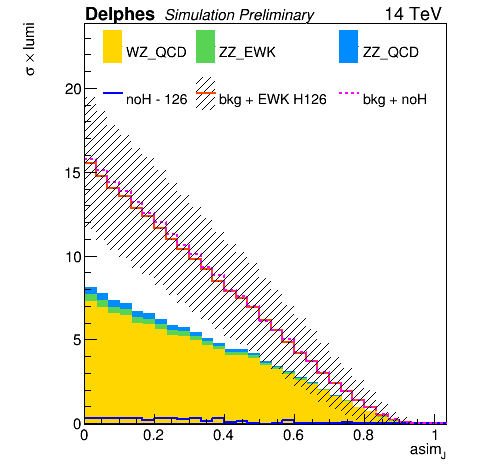 Delphes Simulation Preliminary 14 TeV
σ × lumi
WZ_QCD ZZ_EWK ZZ_QCD
noH - 126 bkg + EWK H126 bkg + noH
20
15
10
5
0
0 0.2 0.4 0.6 0.8 1
asim_J